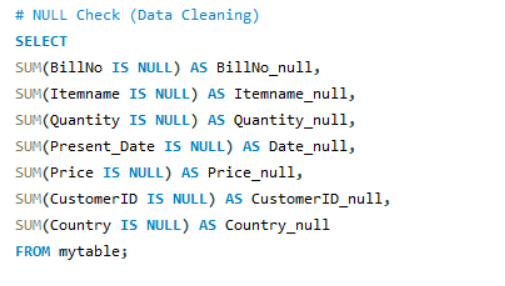 # NULL Check (Data Cleaning)
SELECT
SUM(BillNo IS NULL) AS BillNo_null,
SUM(Itemname IS NULL) AS Itemname_null,
SUM(Quantity IS NULL) AS Quantity_null,
SUM(Present_Date IS NULL) AS Date_null,
SUM(Price IS NULL) AS Price_null,
SUM(CustomerID IS NULL) AS CustomerID_null,
SUM(Country IS NULL) AS Country_null
FROM mytable;